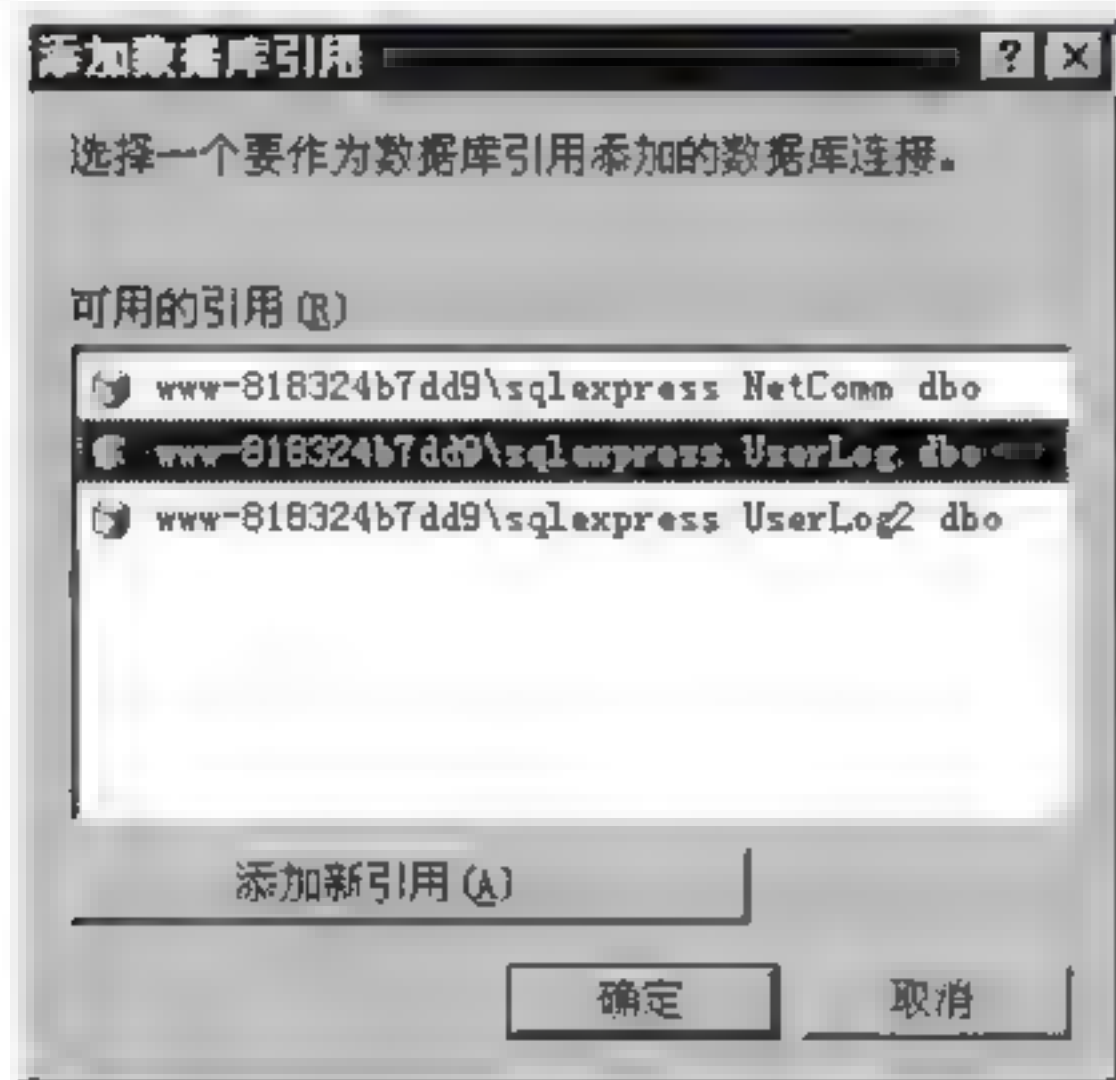 添加数据库引用
选择一个要作为数据库引用添加的数据库连接。
可用的引用(R)
www-818324b7dd9\sqlexpress NetComm dbo
www-818324b7dd9\sqlexpress.UserLog.dbo
www-818324b7dd9\sqlexpress UserLog2 dbo
添加新引用(A)
确定
取消